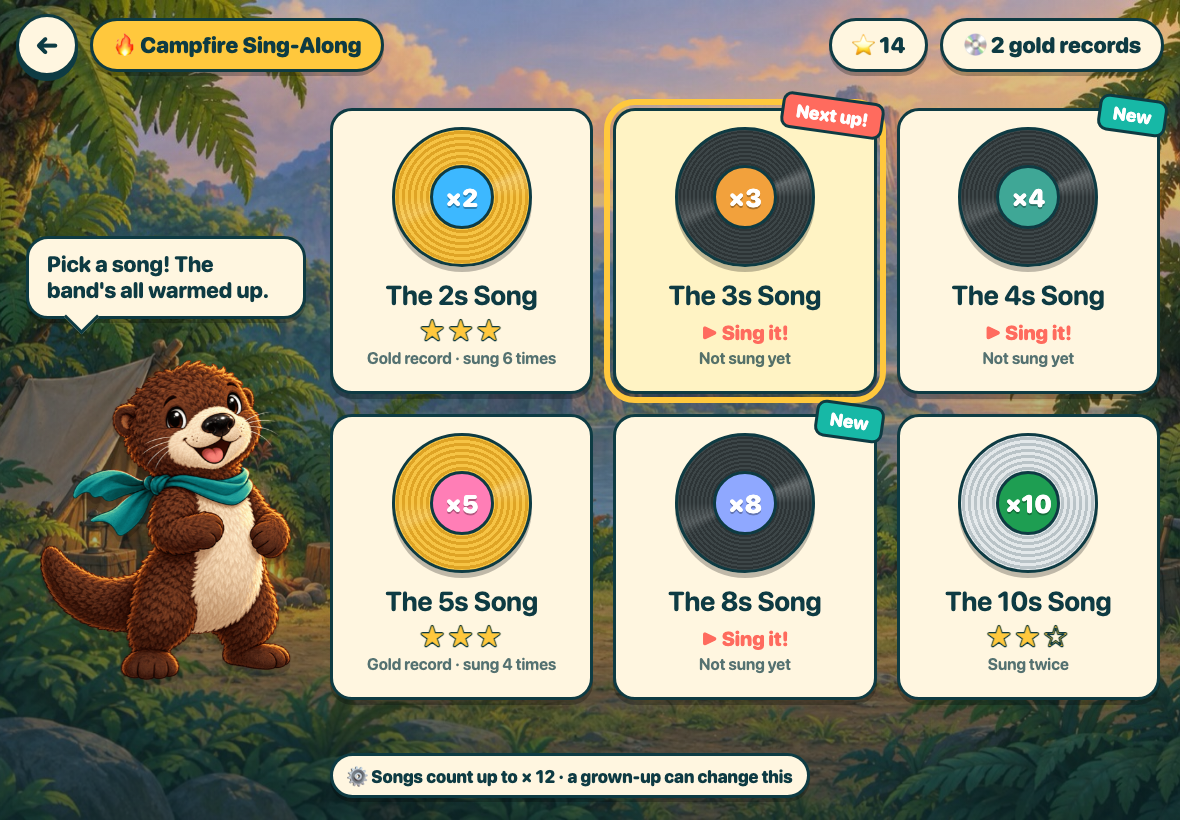 🔥 Campfire Sing-Along
⭐ 14
💿 2 gold records
Pick a song! The
band's all warmed up.
×2
The 2s Song
Gold record · sung 6 times
Next up!
×3
The 3s Song
▶ Sing it!
Not sung yet
New
×4
The 4s Song
▶ Sing it!
Not sung yet
×5
The 5s Song
Gold record · sung 4 times
New
×8
The 8s Song
▶ Sing it!
Not sung yet
×10
The 10s Song
Sung twice
⚙️ Songs count up to × 12 · a grown-up can change this